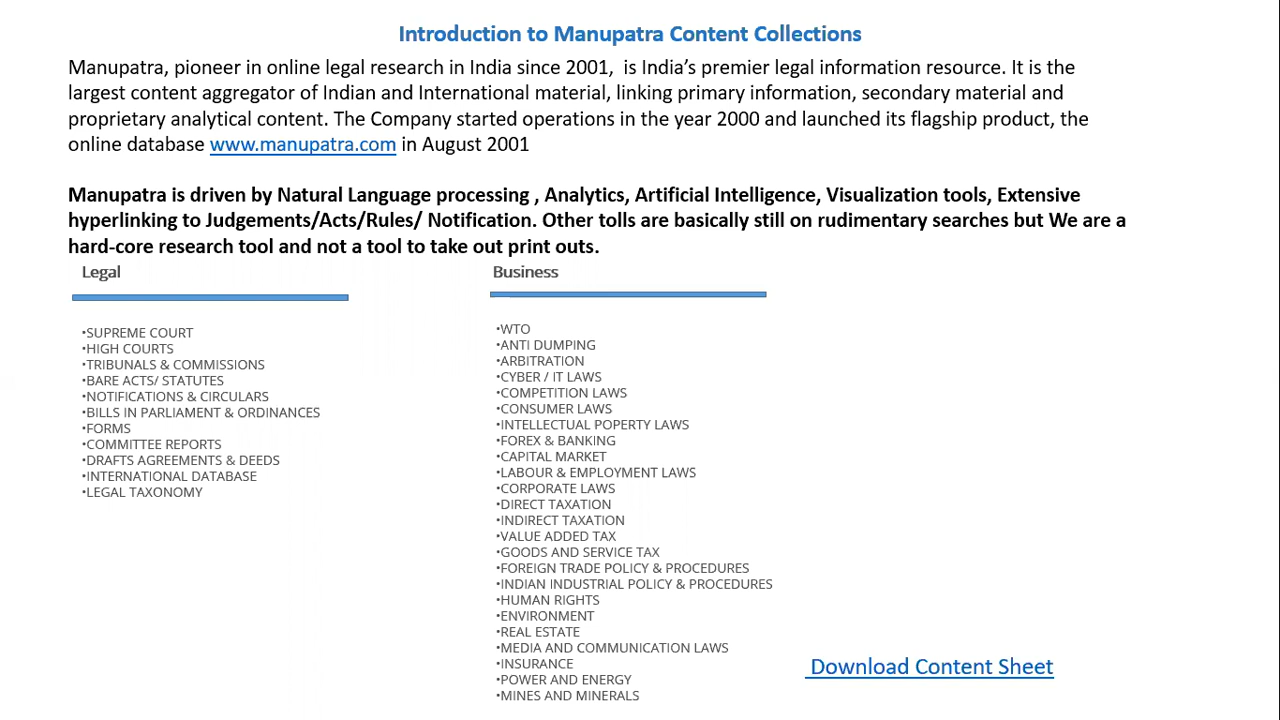 Introduction to Manupatra Content Collections
Manupatra, pioneer in online legal research in India since 2001,  is India's premier legal information resource. It is the
largest content aggregator of Indian and International material, linking primary information, secondary material and
proprietary analytical content. The Company started operations in the year 2000 and launched its flagship product, the
online database www.manupatra.com in August 2001
Manupatra is driven by Natural Language processing , Analytics, Artificial Intelligence, Visualization tools, Extensive
hyperlinking to Judgements/Acts/Rules/ Notification. Other tolls are basically still on rudimentary searches but We are a
hard-core research tool and not a tool to take out print outs.
Legal
•SUPREME COURT
•HIGH COURTS
•TRIBUNALS & COMMISSIONS
•BARE ACTS/ STATUTES
•NOTIFICATIONS & CIRCULARS
•BILLS IN PARLIAMENT & ORDINANCES
•FORMS
•COMMITTEE REPORTS
•DRAFTS AGREEMENTS & DEEDS
•INTERNATIONAL DATABASE
•LEGAL TAXONOMY
Business
•WTO
•ANTI DUMPING
•ARBITRATION
•CYBER / IT LAWS
•COMPETITION LAWS
•CONSUMER LAWS
•INTELLECTUAL POPERTY LAWS
•FOREX & BANKING
•CAPITAL MARKET
•LABOUR & EMPLOYMENT LAWS
•CORPORATE LAWS
•DIRECT TAXATION
•INDIRECT TAXATION
•VALUE ADDED TAX
•GOODS AND SERVICE TAX
•FOREIGN TRADE POLICY & PROCEDURES
•INDIAN INDUSTRIAL POLICY & PROCEDURES
•HUMAN RIGHTS
•ENVIRONMENT
•REAL ESTATE
•MEDIA AND COMMUNICATION LAWS
•INSURANCE
•POWER AND ENERGY
•MINES AND MINERALS
Download Content Sheet